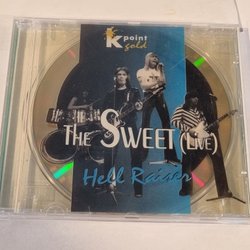 K point
gold
THE SWEET (LIVE)
Hell Raiser